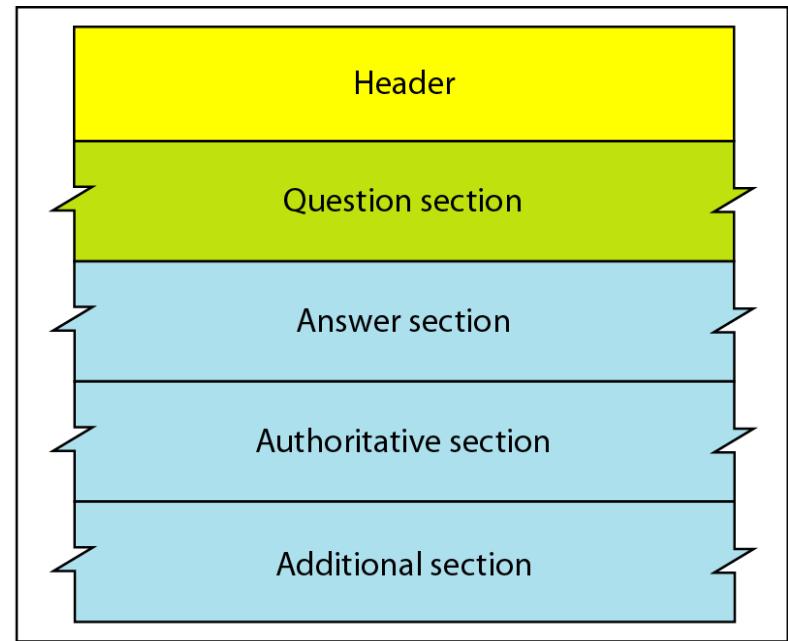 Header
Question section
Answer section
Authoritative section
Additional section